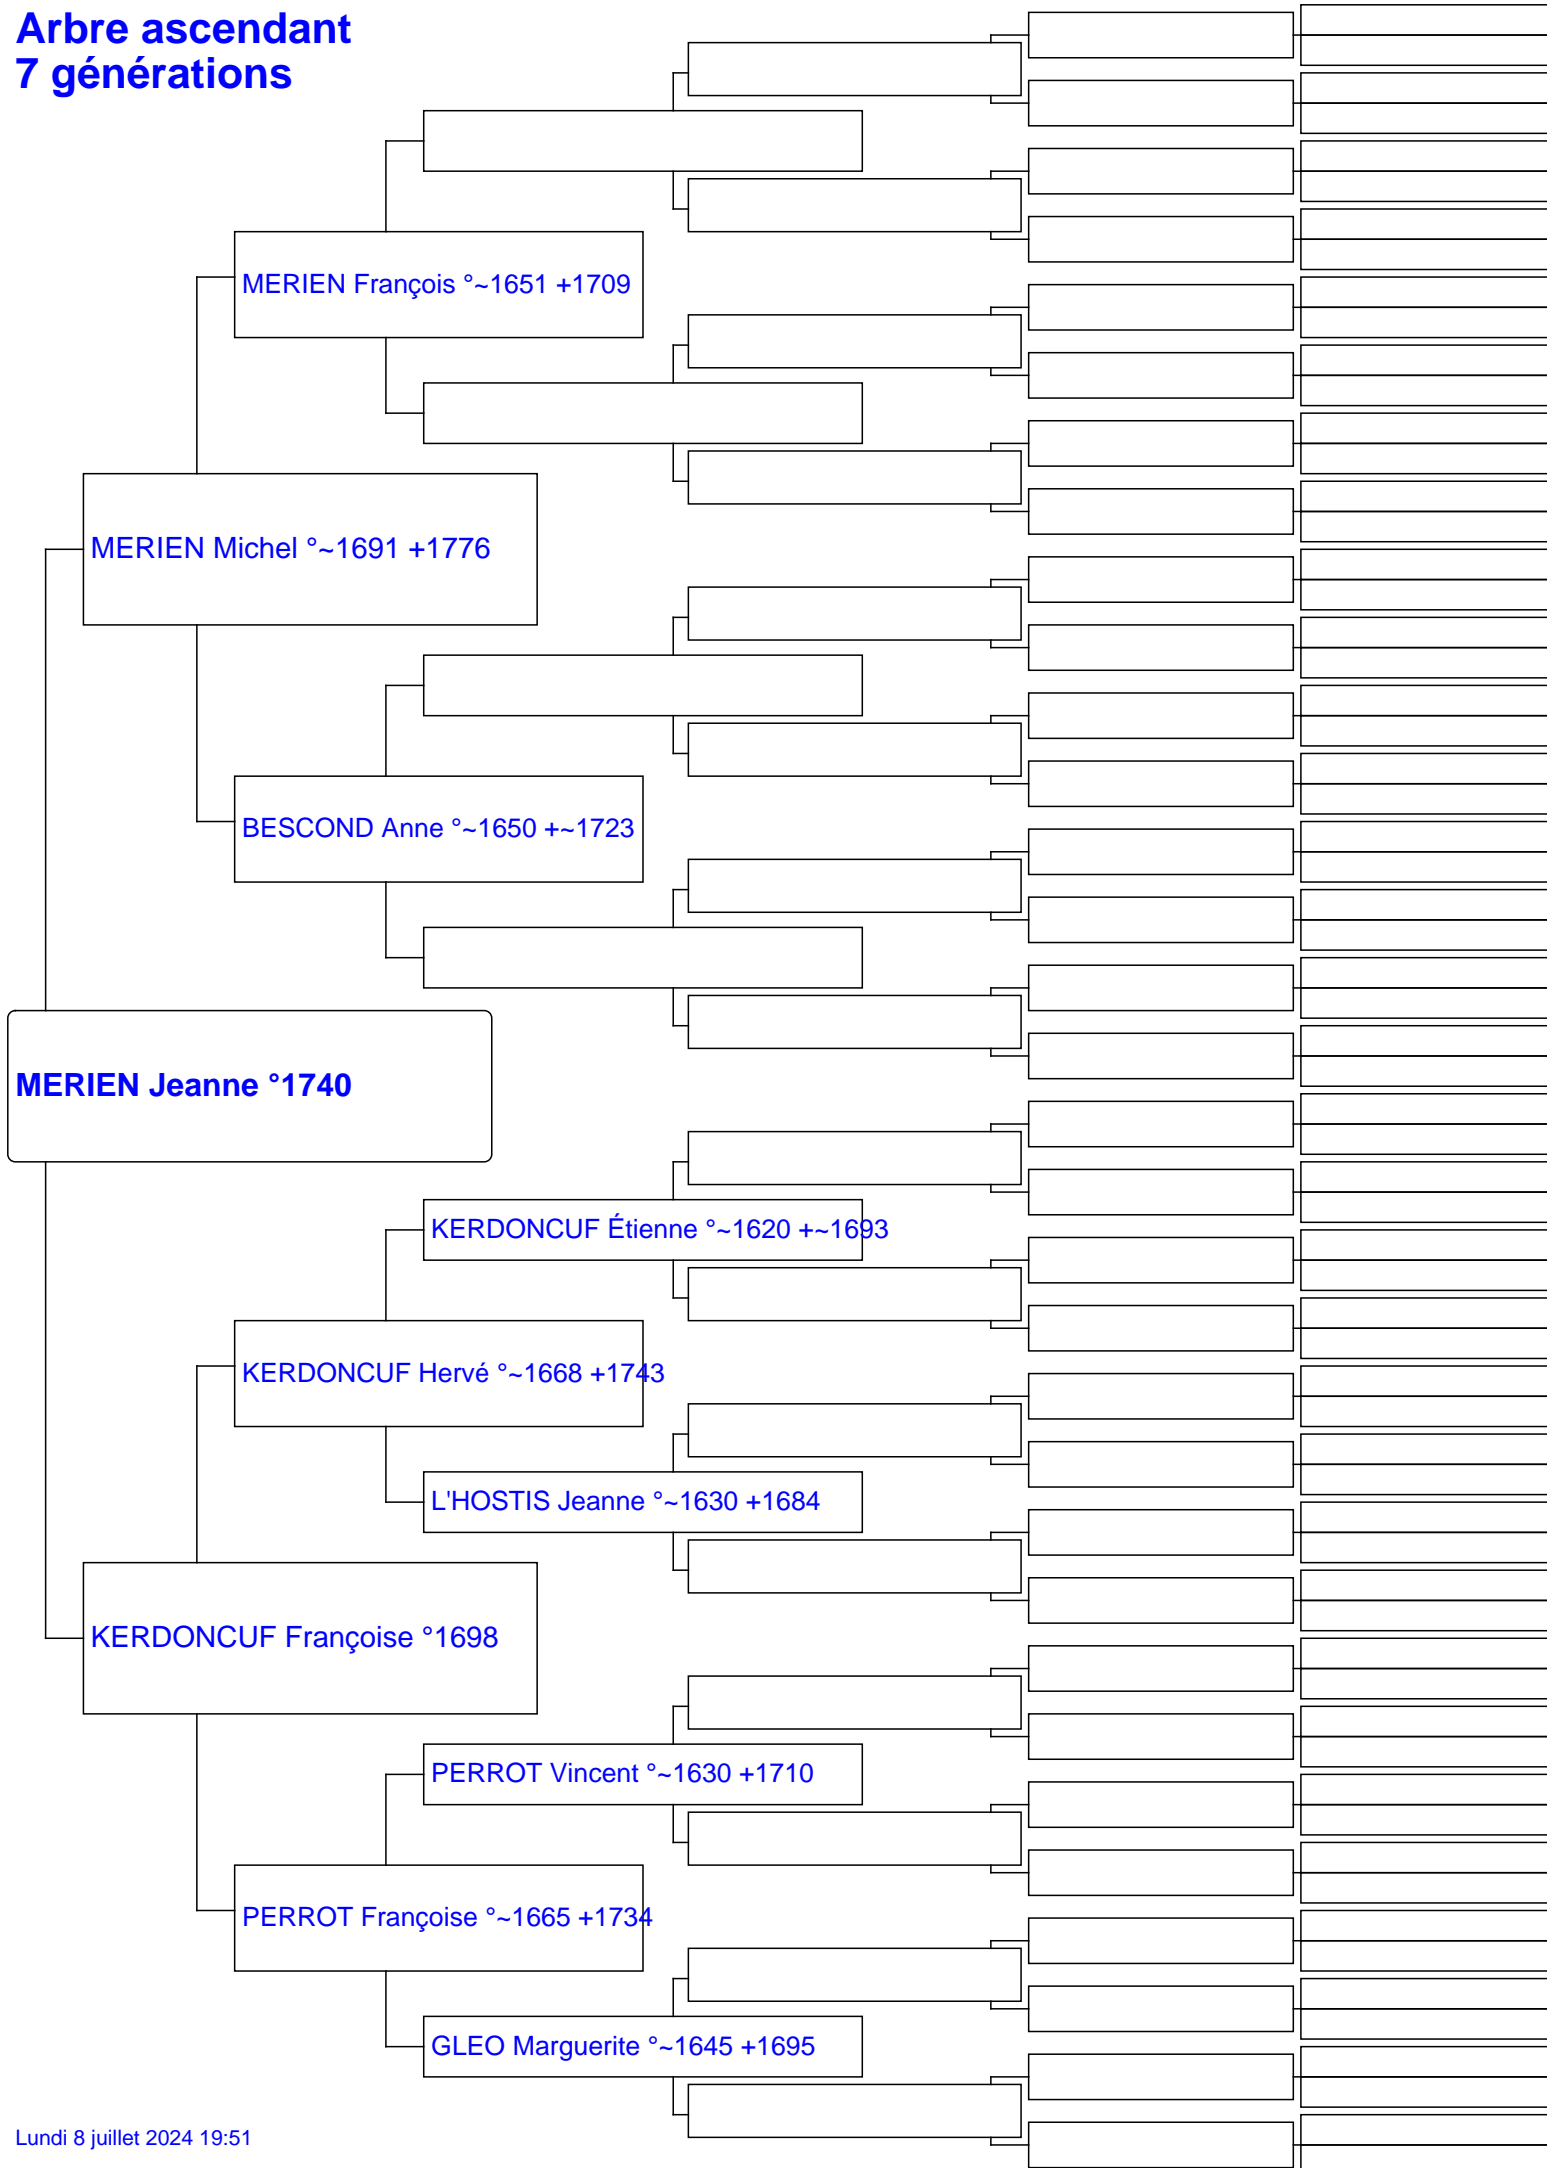 Arbre ascendant
7 générations
MERIEN François °~1651 +1709
MERIEN Michel °~1691 +1776
BESCOND Anne °~1650 +~1723
MERIEN Jeanne °1740
KERDONCUF Étienne °~1620 +~1693
KERDONCUF Hervé °~1668 +1743
L'HOSTIS Jeanne °~1630 +1684
KERDONCUF Françoise °1698
PERROT Vincent °~1630 +1710
PERROT Françoise °~1665 +1734
GLEO Marguerite °~1645 +1695
Lundi 8 juillet 2024 19:51